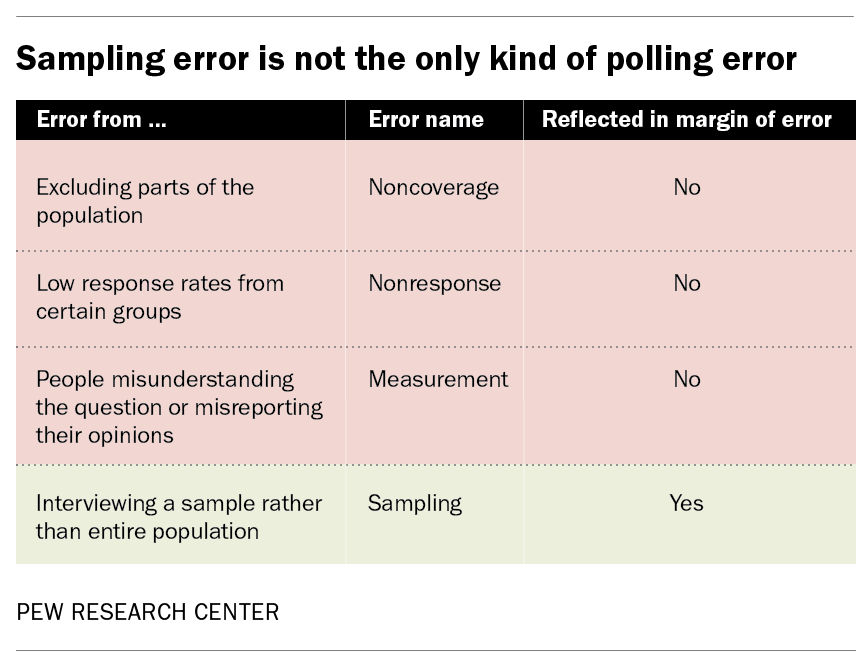 Sampling error is not the only kind of polling error
Error from ... Error name Reflected in margin of error
Excluding parts of the Noncoverage No
population
Low response rates from Nonresponse No
certain groups
People misunderstanding Measurement No
the question or misreporting
their opinions
Interviewing a sample rather Sampling Yes
than entire population
PEW RESEARCH CENTER